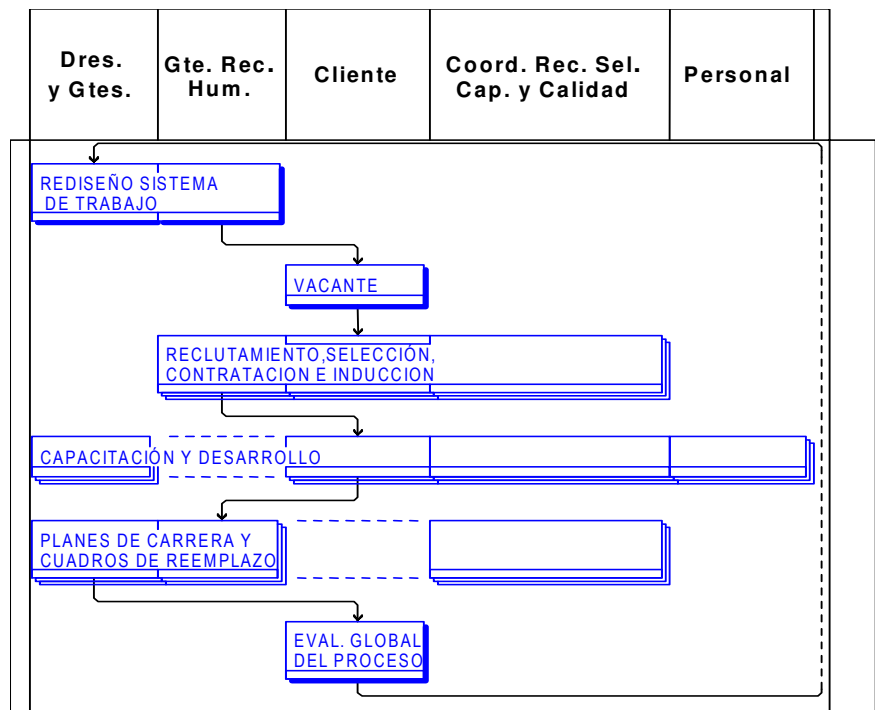 Dres.
y Gtes.
Gte. Rec.
Hum.
Cliente
Coord. Rec. Sel.
Cap. y Calidad
Personal
REDISEÑO SISTEMA
DE TRABAJO
VACANTE
RECLUTAMIENTO,SELECCIÓN,
CONTRATACION E INDUCCION
CAPACITACIÓN Y DESARROLLO
PLANES DE CARRERA Y
CUADROS DE REEMPLAZO
EVAL. GLOBAL
DEL PROCESO